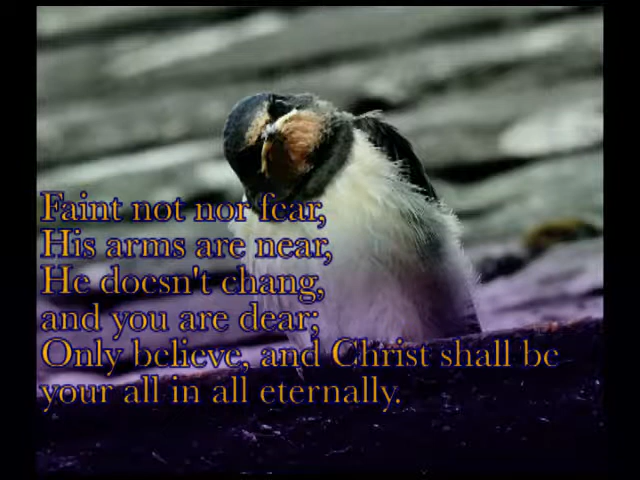 Faint not nor fear,
His arms are near,
He doesn't chang,
and you are dear;
Only believe, and Christ shall be
your all in all eternally.